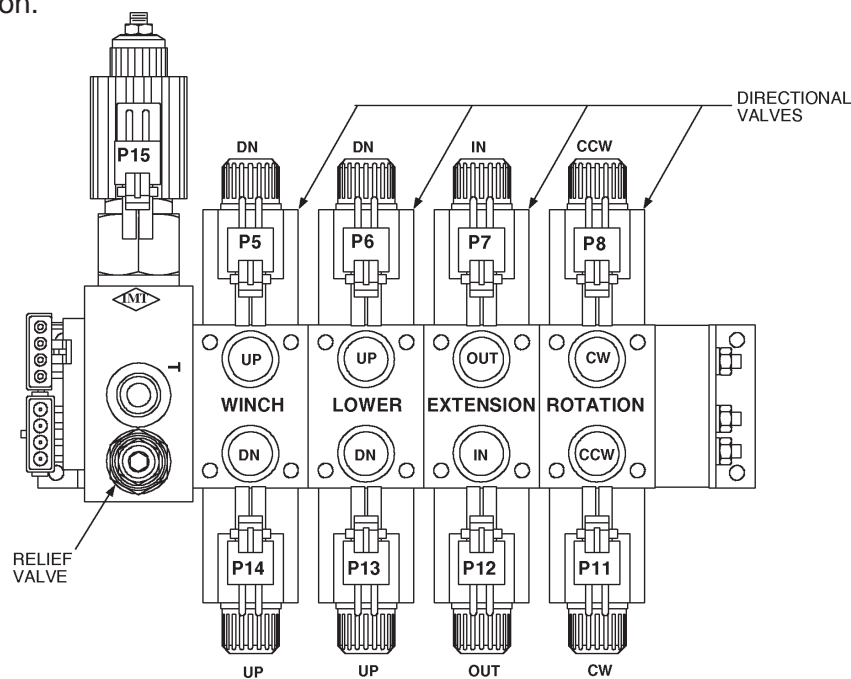 on.
DIRECTIONAL
VALVES
DN DN IN CCW
P15
P5 P6 P7 P8
IMT
T
UP UP OUT CW
WINCH LOWER EXTENSION ROTATION
DN DN IN CCW
RELIEF
VALVE
P14 P13 P12 P11
UP UP OUT CW